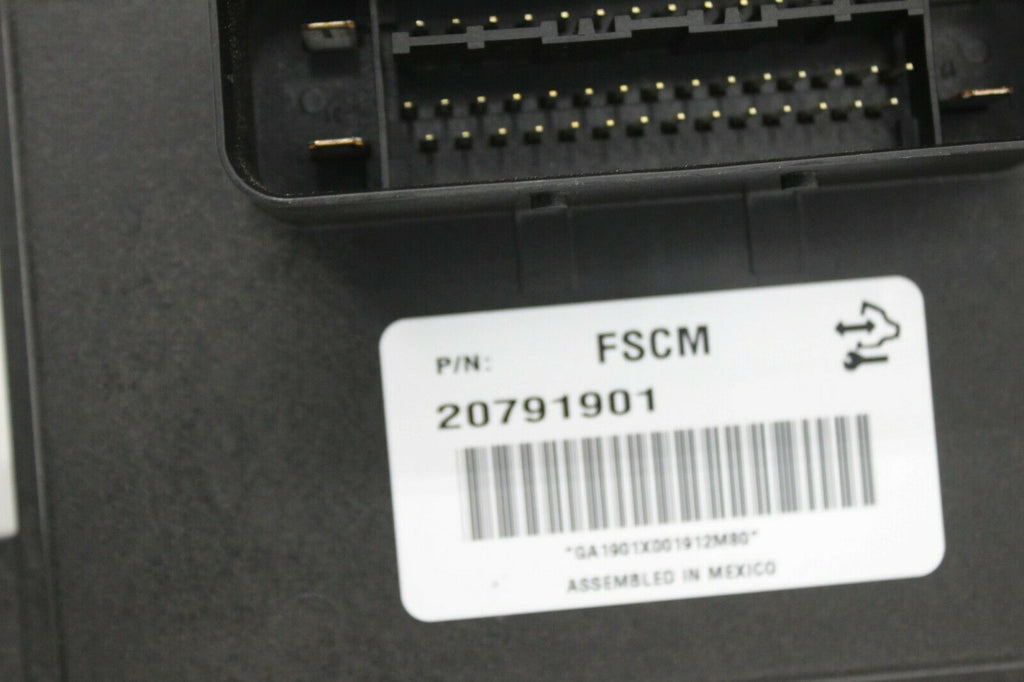 FSCM
P/N:
20791901
"GA1901X001912M80"
ASSEMBLED IN MEXICO